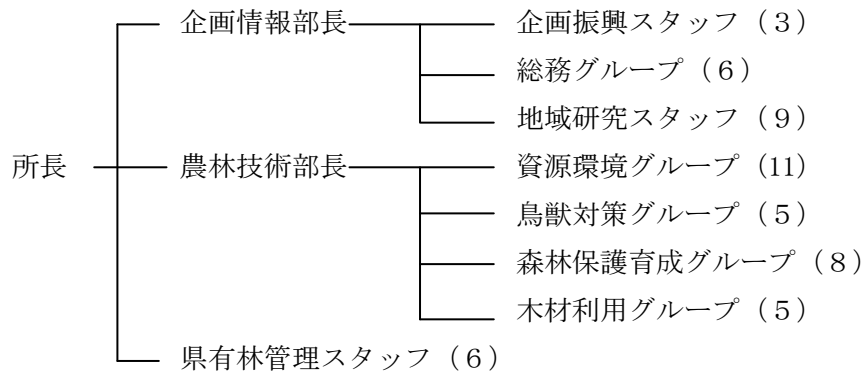 企画情報部長 企画振興スタッフ（３）
総務グループ（６）
地域研究スタッフ（９）
所長 農林技術部長 資源環境グループ（11）
鳥獣対策グループ（５）
森林保護育成グループ（８）
木材利用グループ（５）
県有林管理スタッフ（６）